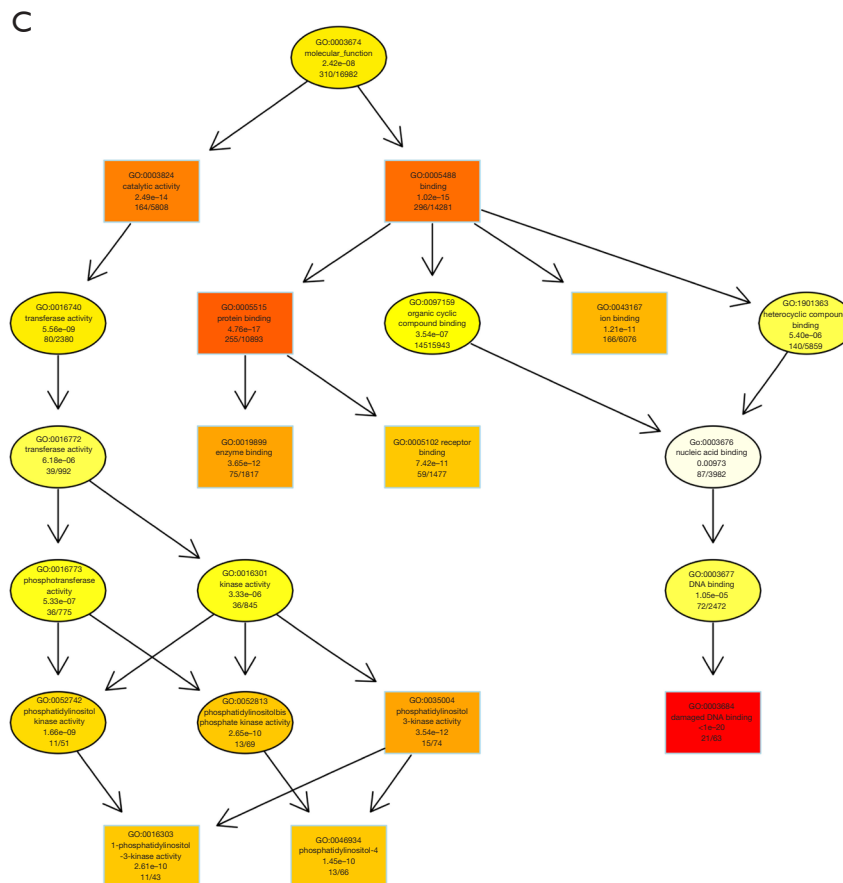 C
GO:0003674
molecular_function
2.42e–08
310/16982
GO:0003824
catalytic activity
2.49e–14
164/5808
GO:0005488
binding
1.02e–15
296/14281
GO:0016740
transferase activity
5.56e–09
80/2380
GO:0005515
protein binding
4.76e–17
255/10893
GO:0097159
organic cyclic
compound binding
3.54e–07
14515943
GO:0043167
ion binding
1.21e–11
166/6076
GO:1901363
heterocyclic compound
binding
5.40e–06
140/5859
GO:0016772
transferase activity
6.18e–06
39/992
GO:0019899
enzyme binding
3.65e–12
75/1817
GO:0005102 receptor
binding
7.42e–11
59/1477
Go:0003676
nucleic acid binding
0.00973
87/3982
GO:0016773
phosphotransferase
activity
5.33e–07
36/775
GO:0016301
kinase activity
3.33e–06
36/845
GO:0003677
DNA binding
1.05e–05
72/2472
GO:0052742
phosphatidylinositol
kinase activity
1.66e–09
11/51
GO:0052813
phosphatidylinositolbis
phosphate kinase activity
2.65e–10
13/69
GO:0035004
phosphatidylinositol
3-kinase activity
3.54e–12
15/74
GO:0003684
damaged DNA binding
<1e–20
21/63
GO:0016303
1-phosphatidylinositol
-3-kinase activity
2.61e–10
11/43
GO:0046934
phosphatidylinositol-4
1.45e–10
13/66